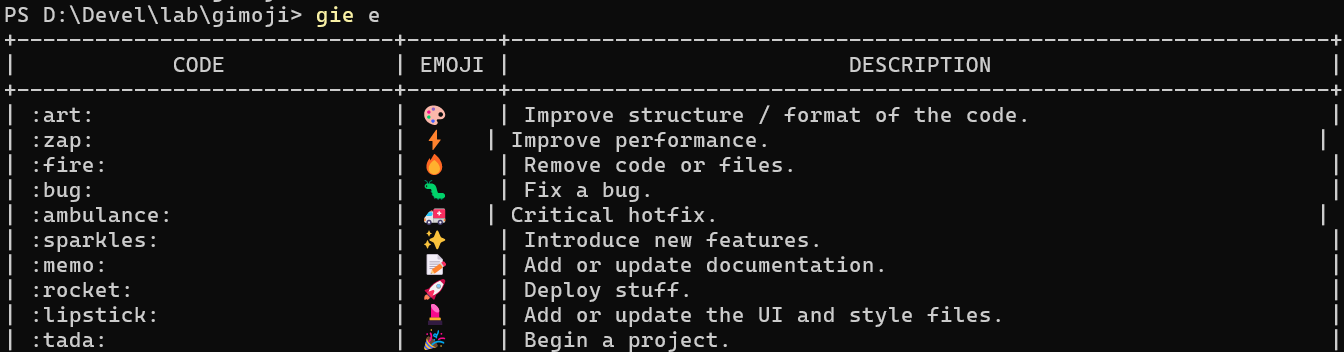 PS D:\Devel\lab\gimoji> gie e
+-----------------------------+-------+---------------------------------------------------------------+
| CODE | EMOJI | DESCRIPTION |
+-----------------------------+-------+---------------------------------------------------------------+
| :art: | 🎨 | Improve structure / format of the code. |
| :zap: | ⚡️ | Improve performance. |
| :fire: | 🔥 | Remove code or files. |
| :bug: | 🐛 | Fix a bug. |
| :ambulance: | 🚑️ | Critical hotfix. |
| :sparkles: | ✨ | Introduce new features. |
| :memo: | 📝 | Add or update documentation. |
| :rocket: | 🚀 | Deploy stuff. |
| :lipstick: | 💄 | Add or update the UI and style files. |
| :tada: | 🎉 | Begin a project. |